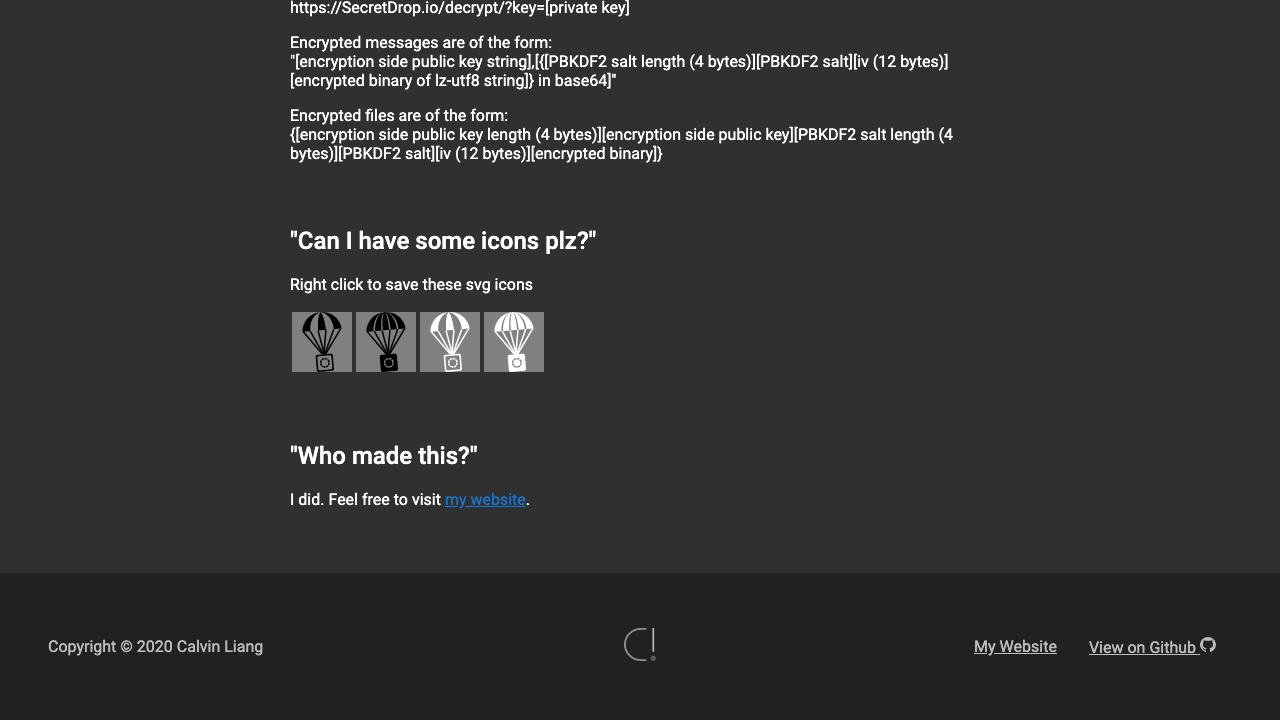 https://SecretDrop.io/decrypt/?key=[private key]
Encrypted messages are of the form:
"[encryption side public key string],[{[PBKDF2 salt length (4 bytes)][PBKDF2 salt][iv (12 bytes)]
[encrypted binary of lz-utf8 string]} in base64]"
Encrypted files are of the form:
{[encryption side public key length (4 bytes)][encryption side public key][PBKDF2 salt length (4
bytes)][PBKDF2 salt][iv (12 bytes)][encrypted binary]}
"Can I have some icons plz?"
Right click to save these svg icons
"Who made this?"
I did. Feel free to visit my website.
Copyright © 2020 Calvin Liang
My Website
View on Github